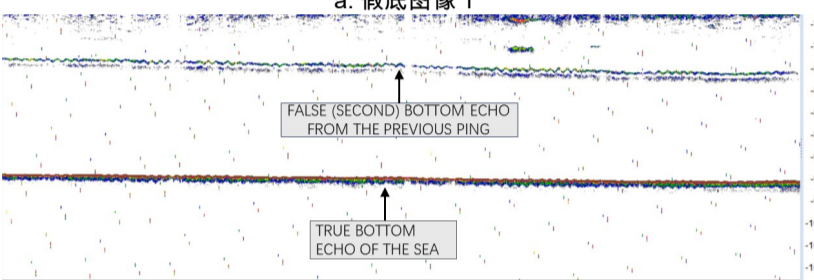 a. 假底图像 1
FALSE (SECOND) BOTTOM ECHO
FROM THE PREVIOUS PING
TRUE BOTTOM
ECHO OF THE SEA